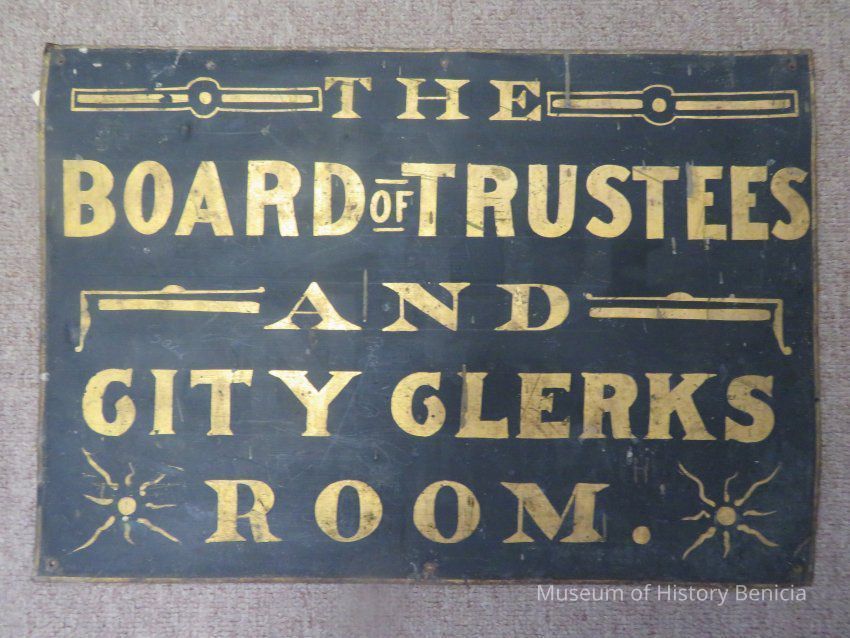 THE
BOARD OF TRUSTEES
AND
CITY CLERKS
ROOM.
Museum of History Benicia